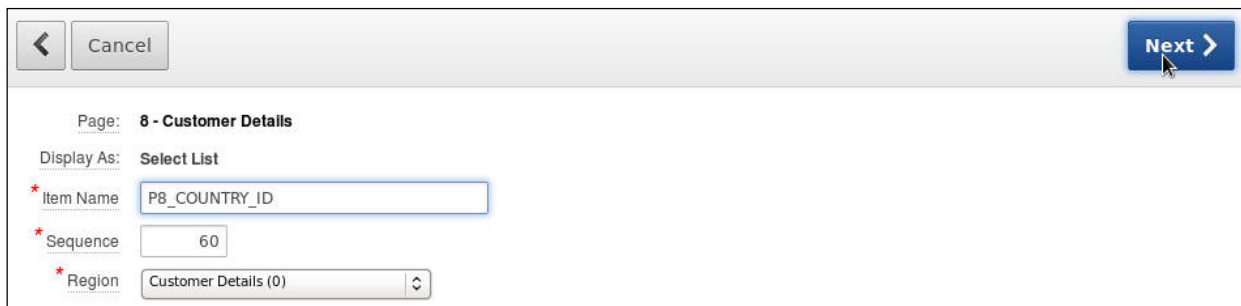 Cancel
Next
Page: 8 - Customer Details
Display As: Select List
* Item Name P8_COUNTRY_ID
* Sequence 60
* Region Customer Details (0)